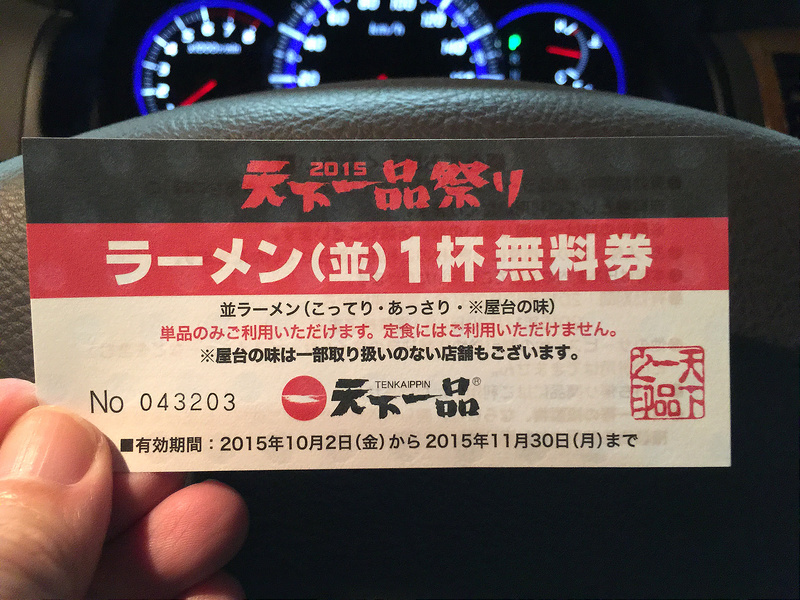 2015
天下一品祭り
ラーメン(並)1杯無料券
並ラーメン(こってり・あっさり・※屋台の味)
単品のみご利用いただけます。定食にはご利用いただけません。
※屋台の味は一部取り扱いのない店舗もございます。
No 043203
TENKAIPPIN
天下一品®
天下一品之印
■有効期間：2015年10月2日(金)から2015年11月30日(月)まで